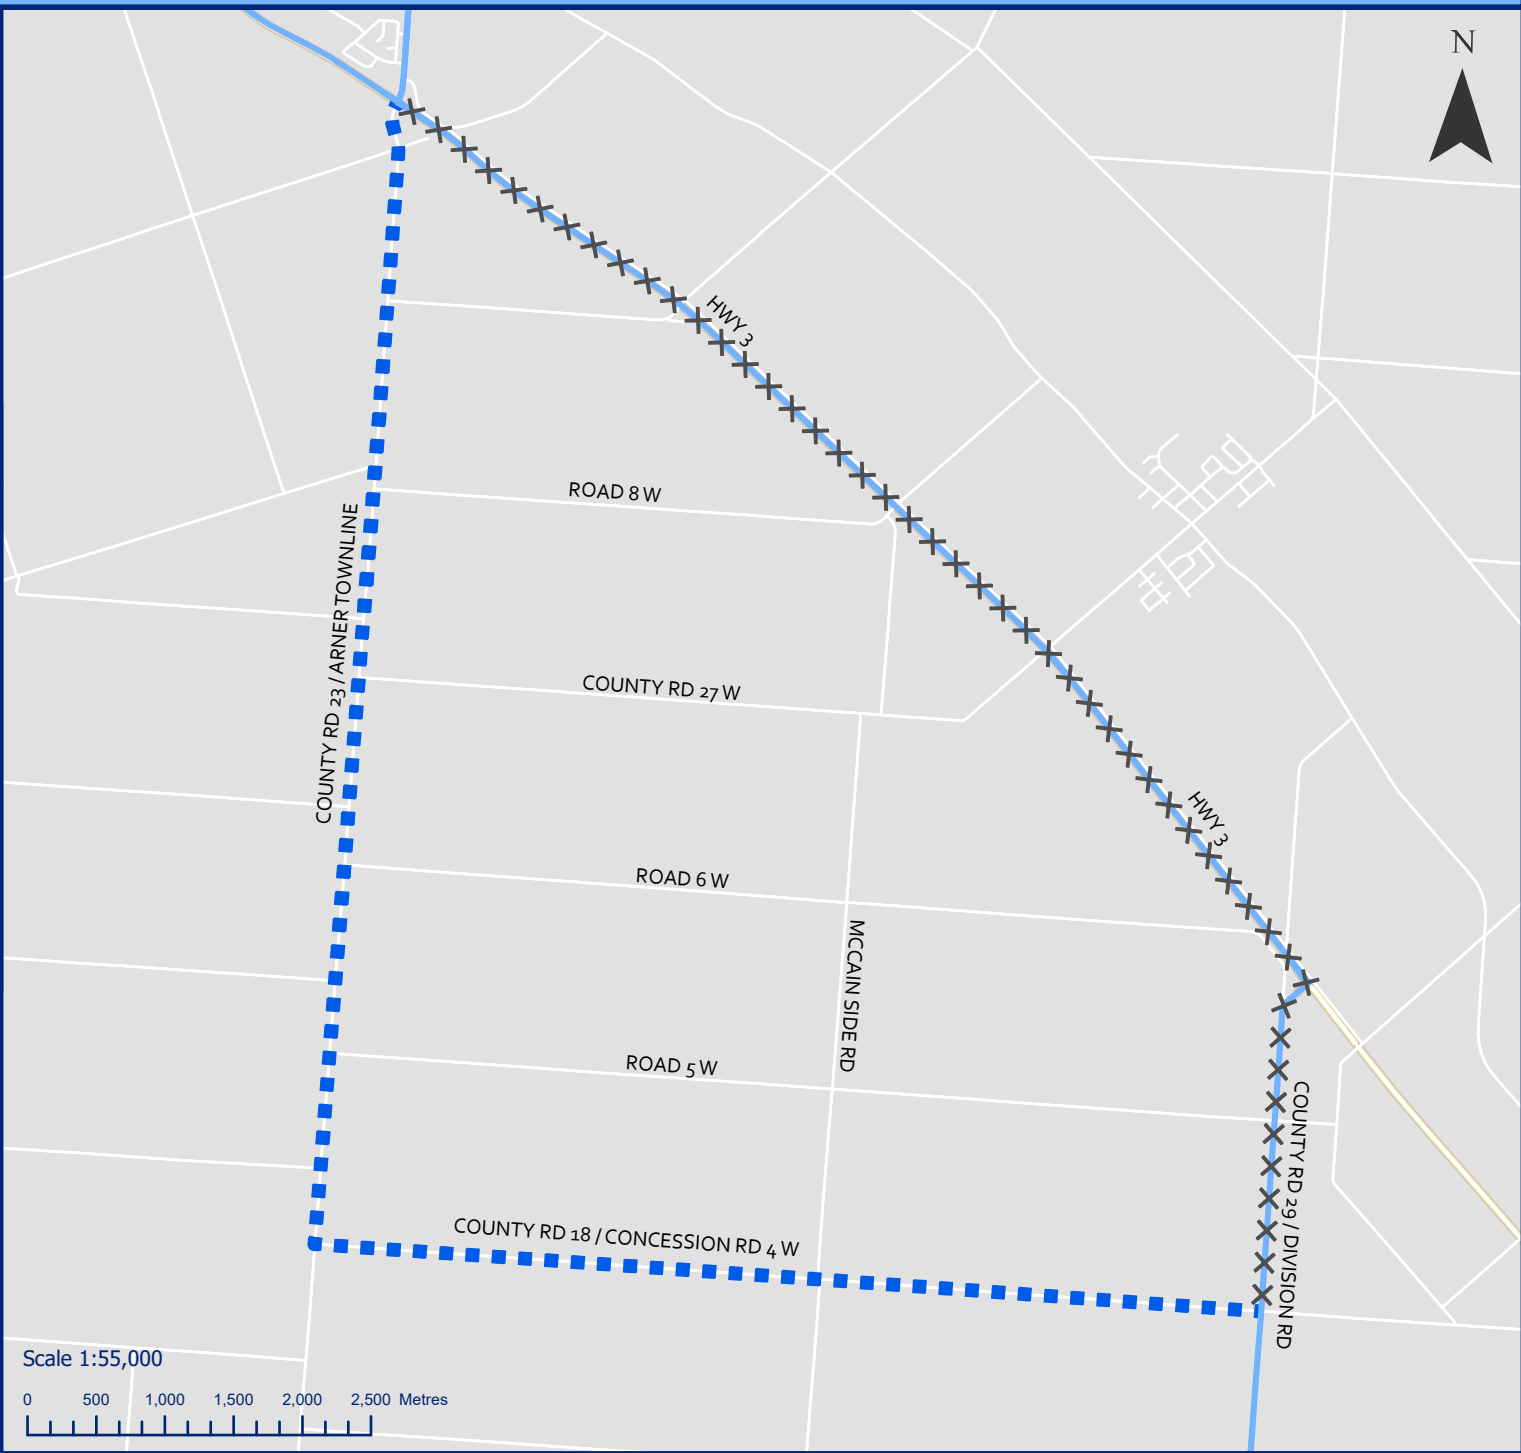 N
HWY 3
ROAD 8 W
COUNTY RD 23 / ARNER TOWNLINE
COUNTY RD 27 W
HWY 3
ROAD 6 W
MCCAIN SIDE RD
ROAD 5 W
COUNTY RD 29 / DIVISION RD
COUNTY RD 18 / CONCESSION RD 4 W
Scale 1:55,000
0 500 1,000 1,500 2,000 2,500 Metres